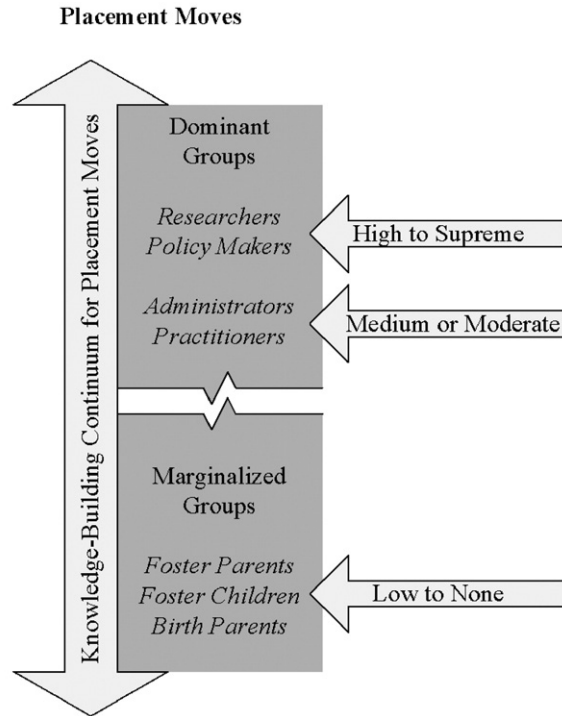 Placement Moves
Knowledge-Building Continuum for Placement Moves
Dominant
Groups
Researchers
Policy Makers
High to Supreme
Administrators
Practitioners
Medium or Moderate
Marginalized
Groups
Foster Parents
Foster Children
Birth Parents
Low to None